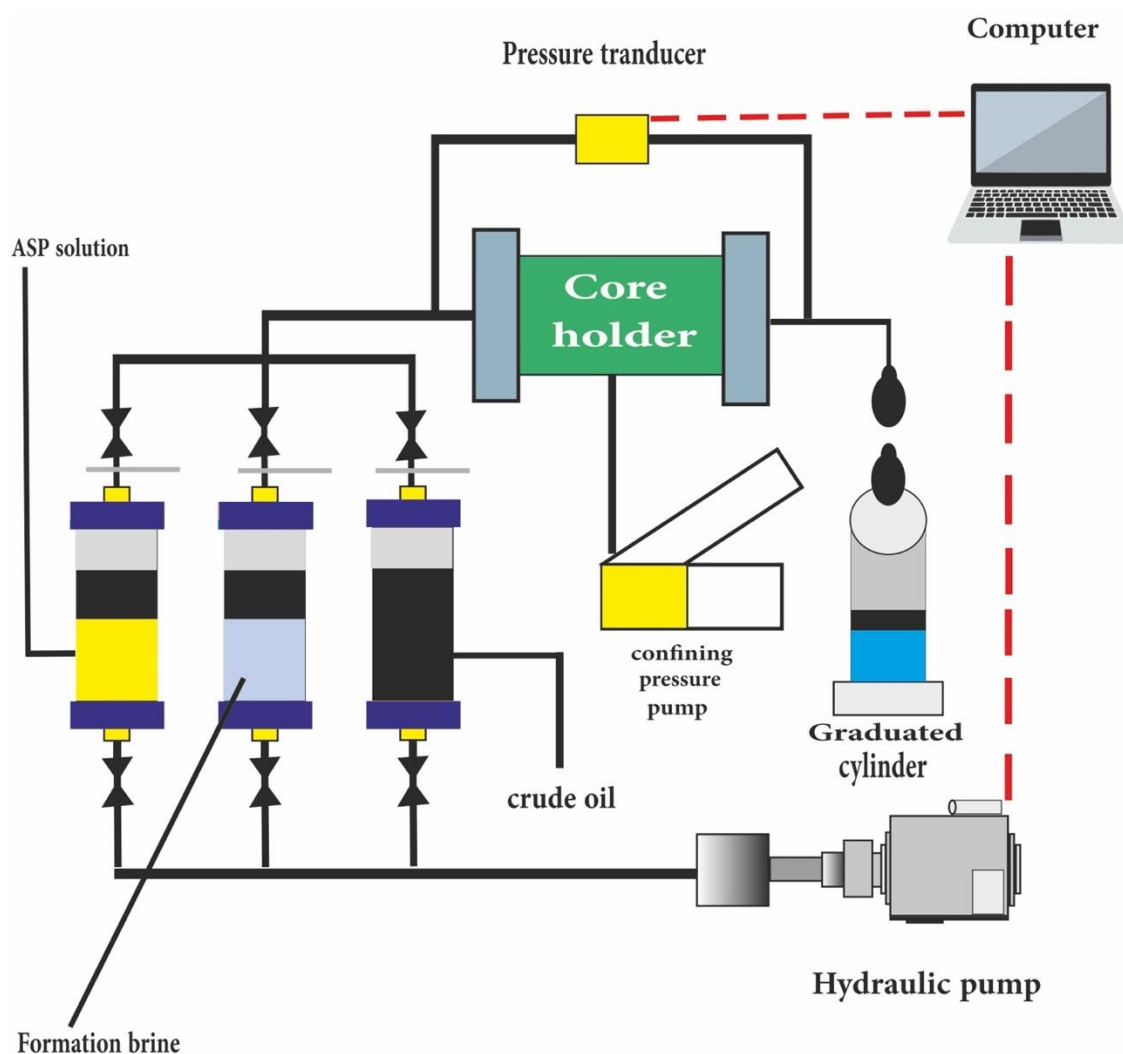 Computer
Pressure tranducer
ASP solution
Core
holder
confining
pressure
pump
Graduated
cylinder
crude oil
Hydraulic pump
Formation brine